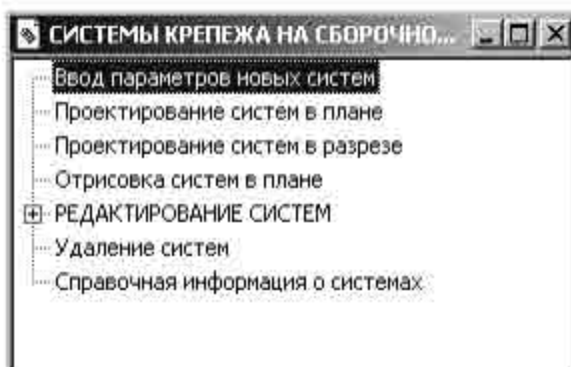 СИСТЕМЫ КРЕПЕЖА НА СБОРОЧНО...
Ввод параметров новых систем
Проектирование систем в плане
Проектирование систем в разрезе
Отрисовка систем в плане
РЕДАКТИРОВАНИЕ СИСТЕМ
Удаление систем
Справочная информация о системах